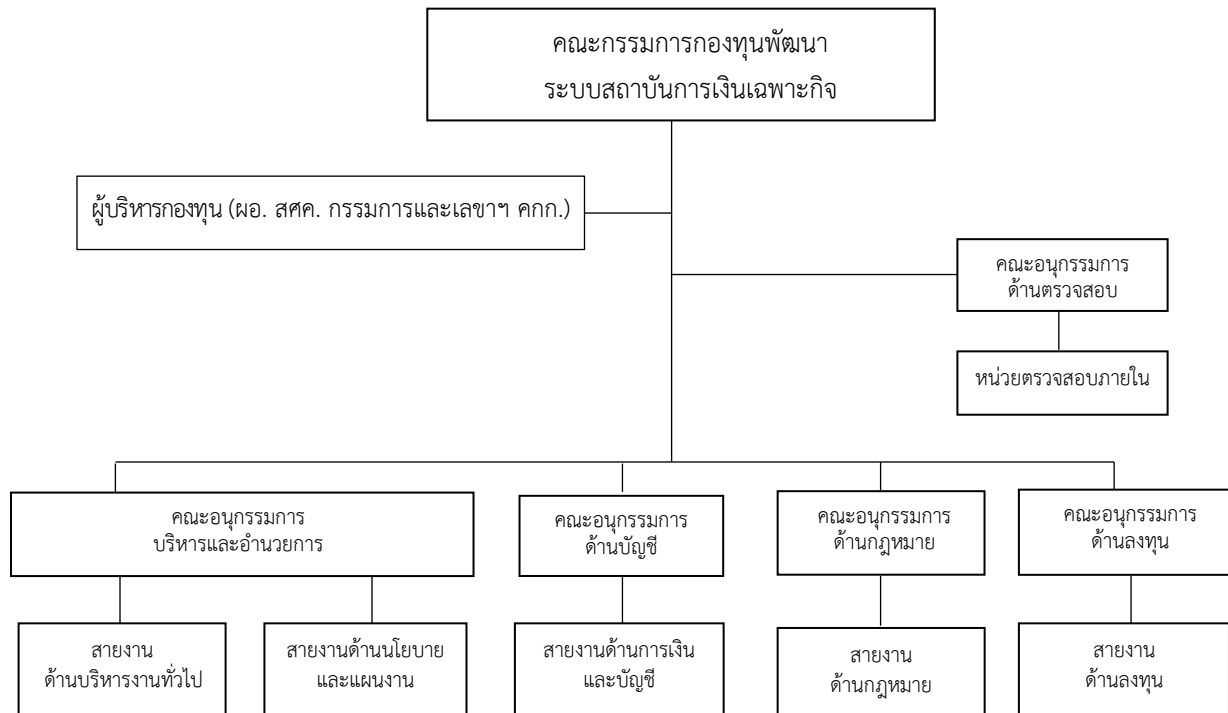 คณะกรรมการกองทุนพัฒนา
ระบบสถาบันการเงินเฉพาะกิจ
ผู้บริหารกองทุน (ผอ. สศค. กรรมการและเลขาฯ คกก.)
คณะอนุกรรมการ
ด้านตรวจสอบ
หน่วยตรวจสอบภายใน
คณะอนุกรรมการ
บริหารและอำนวยการ
คณะอนุกรรมการ
ด้านบัญชี
คณะอนุกรรมการ
ด้านกฎหมาย
คณะอนุกรรมการ
ด้านลงทุน
สายงาน
ด้านบริหารงานทั่วไป
สายงานด้านนโยบาย
และแผนงาน
สายงานด้านการเงิน
และบัญชี
สายงาน
ด้านกฎหมาย
สายงาน
ด้านลงทุน